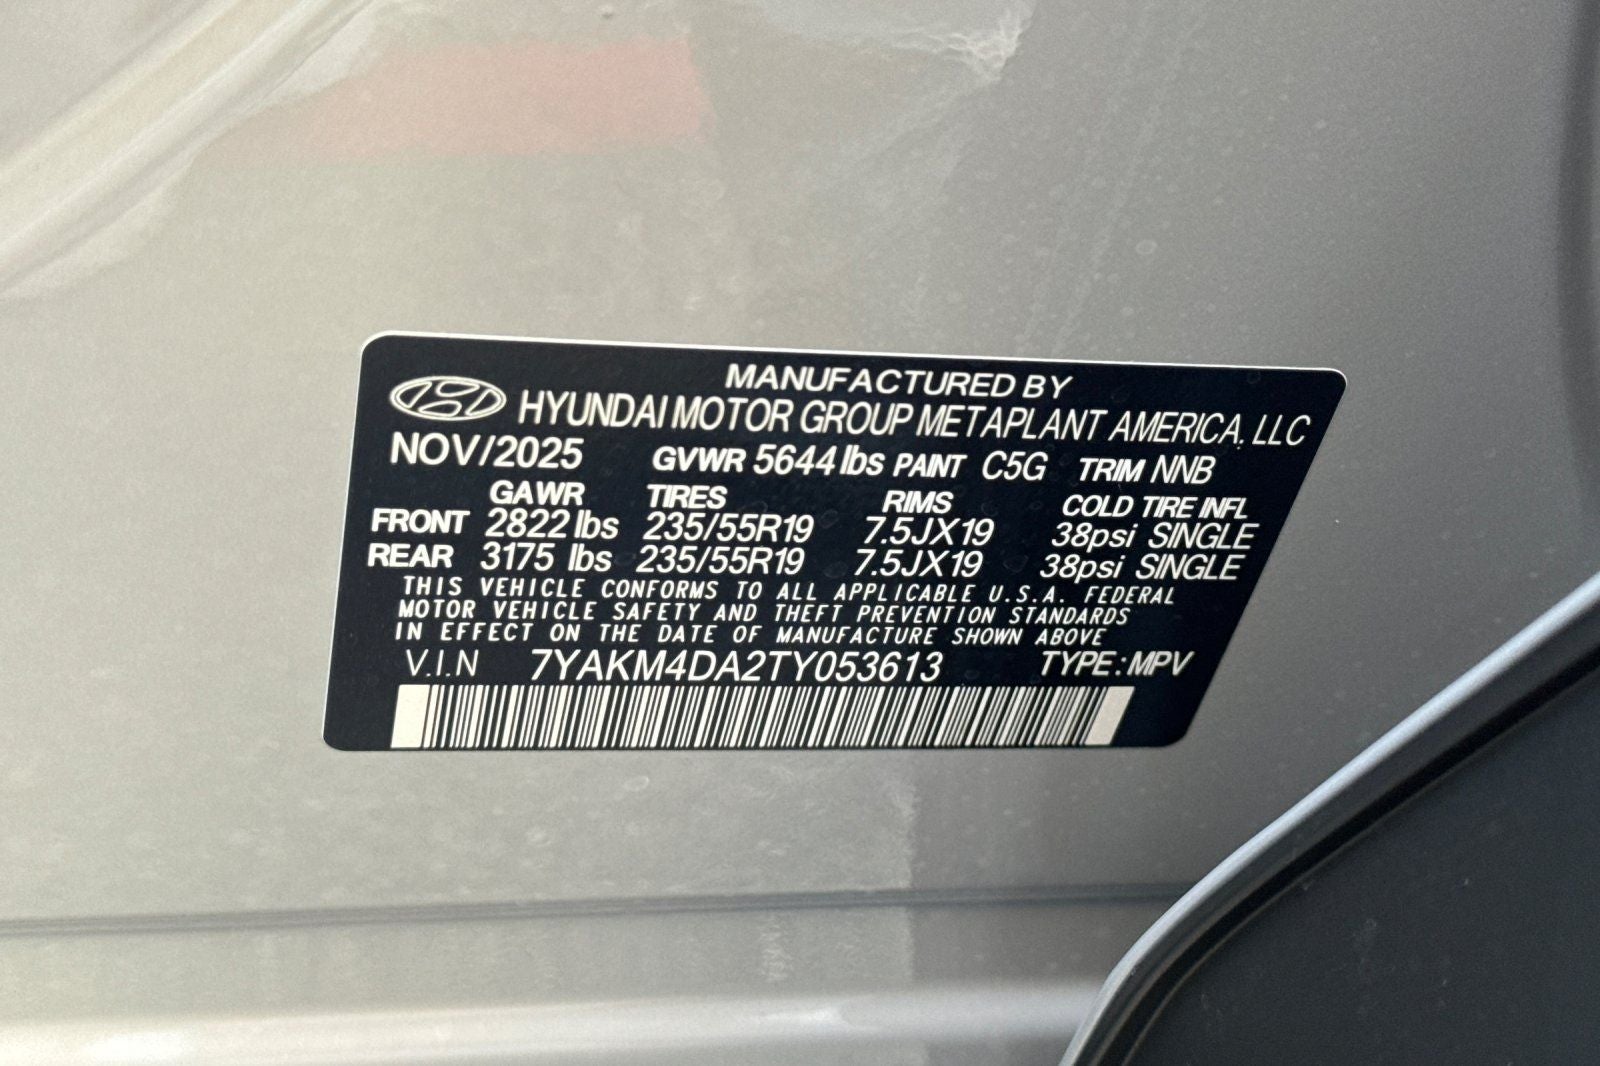 MANUFACTURED BY
HYUNDAI MOTOR GROUP METAPLANT AMERICA, LLC
NOV/2025 GVWR 5644 lbs PAINT C5G TRIM NNB
GAWR TIRES RIMS COLD TIRE INFL
FRONT 2822 lbs 235/55R19 7.5JX19 38psi SINGLE
REAR 3175 lbs 235/55R19 7.5JX19 38psi SINGLE
THIS VEHICLE CONFORMS TO ALL APPLICABLE U.S.A. FEDERAL
MOTOR VEHICLE SAFETY AND THEFT PREVENTION STANDARDS
IN EFFECT ON THE DATE OF MANUFACTURE SHOWN ABOVE
V.I.N 7YAKM4DA2TY053613 TYPE:MPV